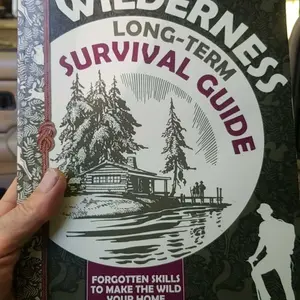 WILDERNESS
LONG-TERM
SURVIVAL GUIDE
FORGOTTEN SKILLS
TO MAKE THE WILD
YOUR HOME